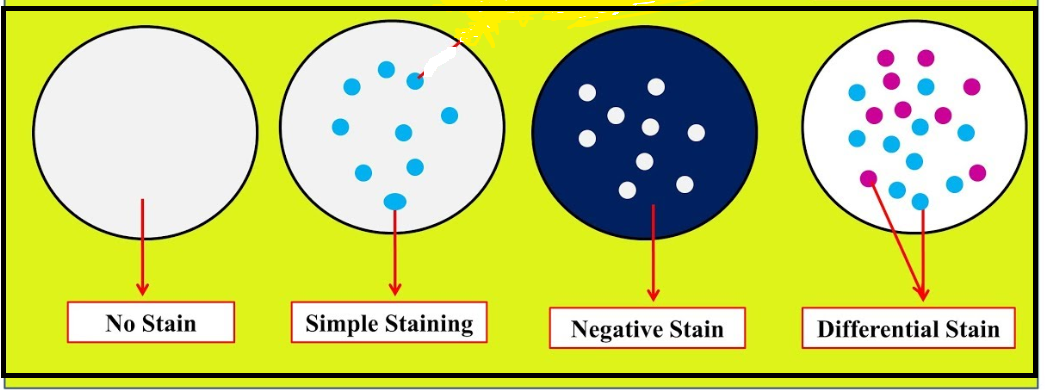 No Stain
Simple Staining
Negative Stain
Differential Stain